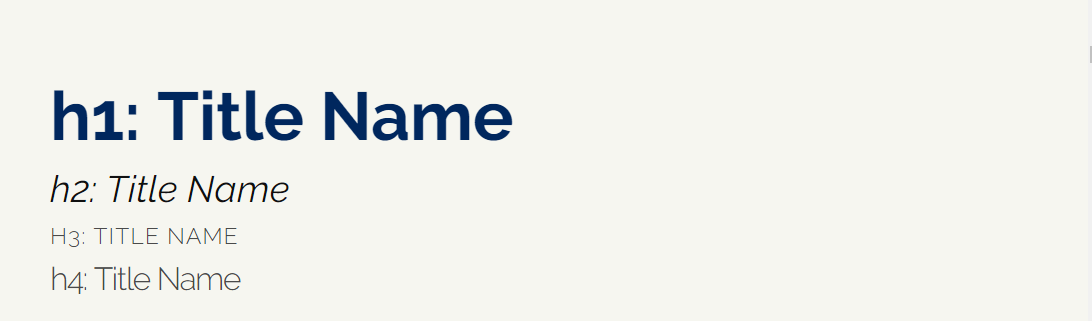 h1: Title Name
h2: Title Name
H3: TITLE NAME
h4: Title Name